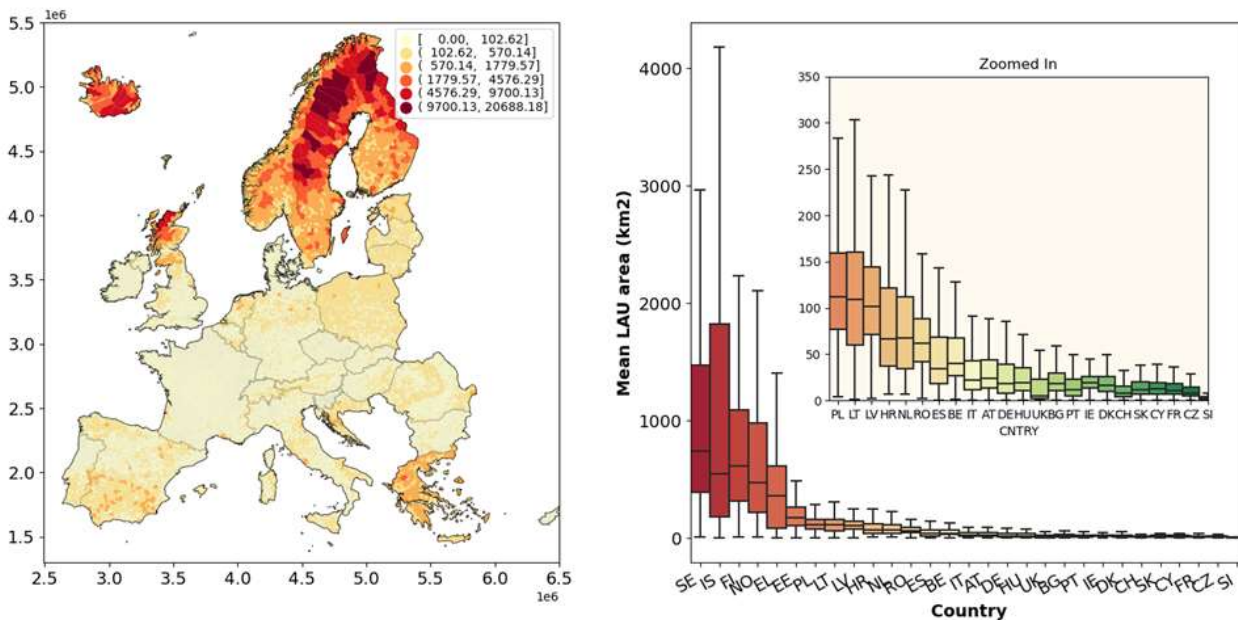 1e6
5.5
5.0
4.5
4.0
3.5
3.0
2.5
2.0
1.5
2.5 3.0 3.5 4.0 4.5 5.0 5.5 6.0 6.5
1e6
[ 0.00, 102.62]
( 102.62, 570.14]
( 570.14, 1779.57]
( 1779.57, 4576.29]
( 4576.29, 9700.13]
( 9700.13, 20688.18]
Mean LAU area (km2)
4000
3000
2000
1000
0
SE IS FI NO EL EE PL LT LV HR NL RO ES BE IT AT DE HU UK BG PT IE DK CH SK CY FR CZ SI
Country
Zoomed In
350
300
250
200
150
100
50
0
PL LT LV HR NL RO ES BE IT AT DE HU UK BG PT IE DK CH SK CY FR CZ SI
CNTRY